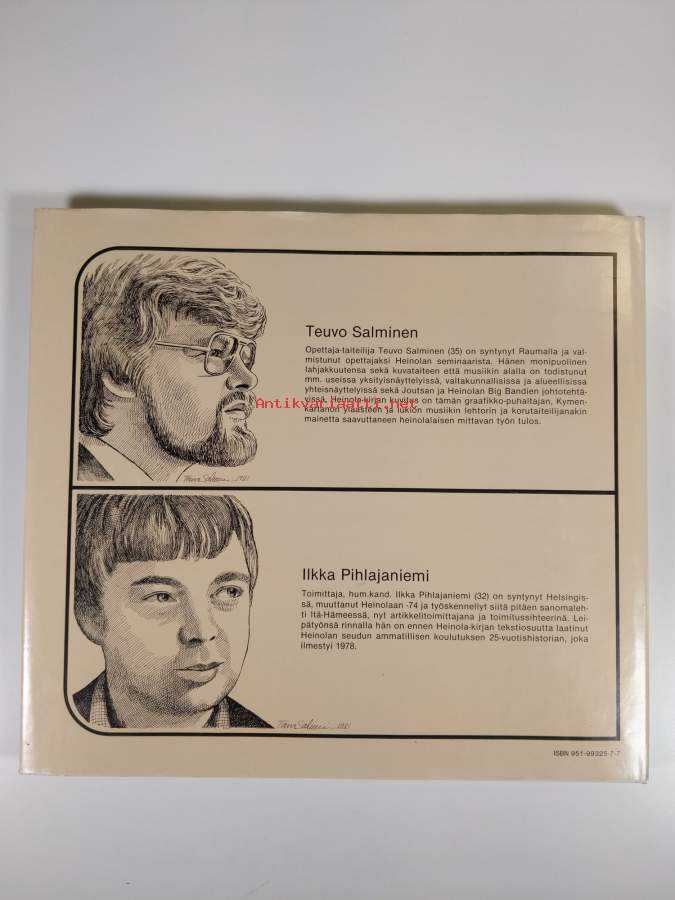 Teuvo Salminen
Opettaja-taiteilija Teuvo Salminen (35) on syntynyt Raumalla ja val-
mistunut opettajaksi Heinolan seminaarista. Hänen monipuolinen
lahjakkuutensa sekä kuvataiteen että musiikin alalla on todistunut
mm. useissa yksityisnäyttelyissä, valtakunnallisissa ja alueellisissa
yhteisnäyttelyissä sekä Joutsan ja Heinolan Big Bandien johtotehtä-
vissä. Heinola-kirjan kuvitus on tämän graafikko-puhaltajan, Kymen-
kartanon yläasteen ja lukion musiikin lehtorin ja korutaiteilijanakin
mainetta saavuttaneen heinolalaisen mittavan työn tulos.
Antikvariaatti.net
Teuvo Salminen 1981
Ilkka Pihlajaniemi
Toimittaja, hum.kand. Ilkka Pihlajaniemi (32) on syntynyt Helsingis-
sä, muuttanut Heinolaan -74 ja työskennellyt siitä pitäen sanomaleh-
ti Itä-Hämeessä, nyt artikkelitoimittajana ja toimitussihteerinä. Lei-
pätyönsä rinnalla hän on ennen Heinola-kirjan tekstiosuutta laatinut
Heinolan seudun ammatillisen koulutuksen 25-vuotishistorian, joka
ilmestyi 1978.
Teuvo Salminen 1981
ISBN 951-99325-7-7